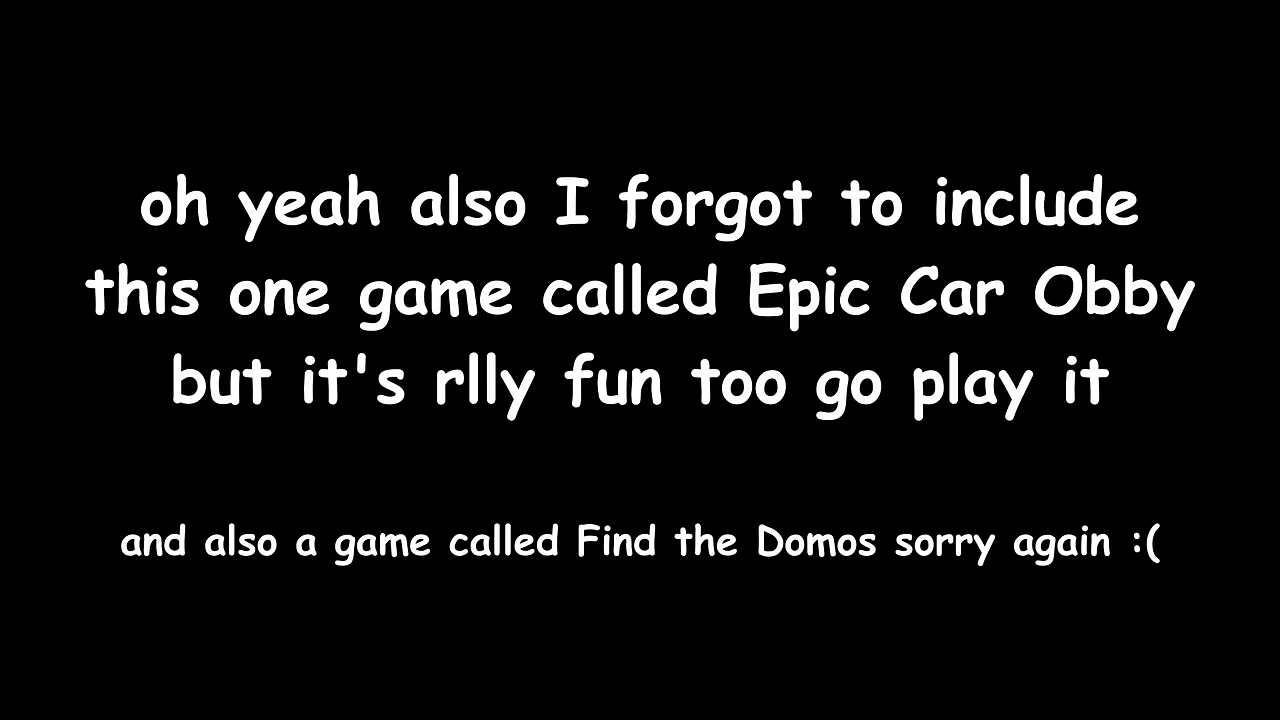 oh yeah also I forgot to include
this one game called Epic Car Obby
but it's rlly fun too go play it
and also a game called Find the Domos sorry again :(